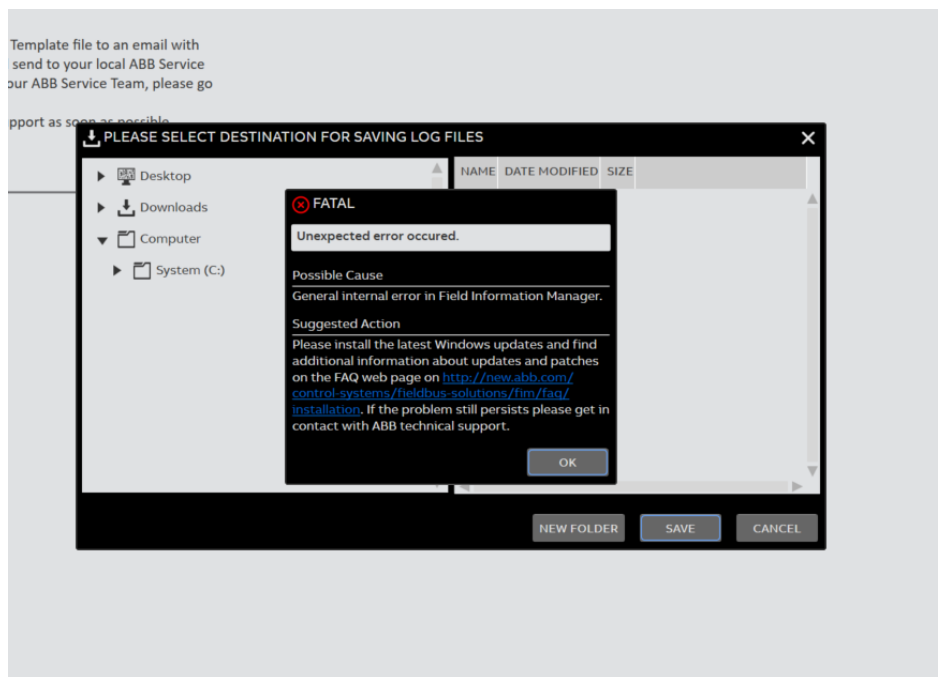 Template file to an email with
send to your local ABB Service
our ABB Service Team, please go
pport as soon as possible
PLEASE SELECT DESTINATION FOR SAVING LOG FILES
Desktop
Downloads
Computer
System (C:)
NAME DATE MODIFIED SIZE
FATAL
Unexpected error occured.
Possible Cause
General internal error in Field Information Manager.
Suggested Action
Please install the latest Windows updates and find
additional information about updates and patches
on the FAQ web page on http://new.abb.com/
control-systems/fieldbus-solutions/fim/faq/
installation. If the problem still persists please get in
contact with ABB technical support.
OK
NEW FOLDER SAVE CANCEL